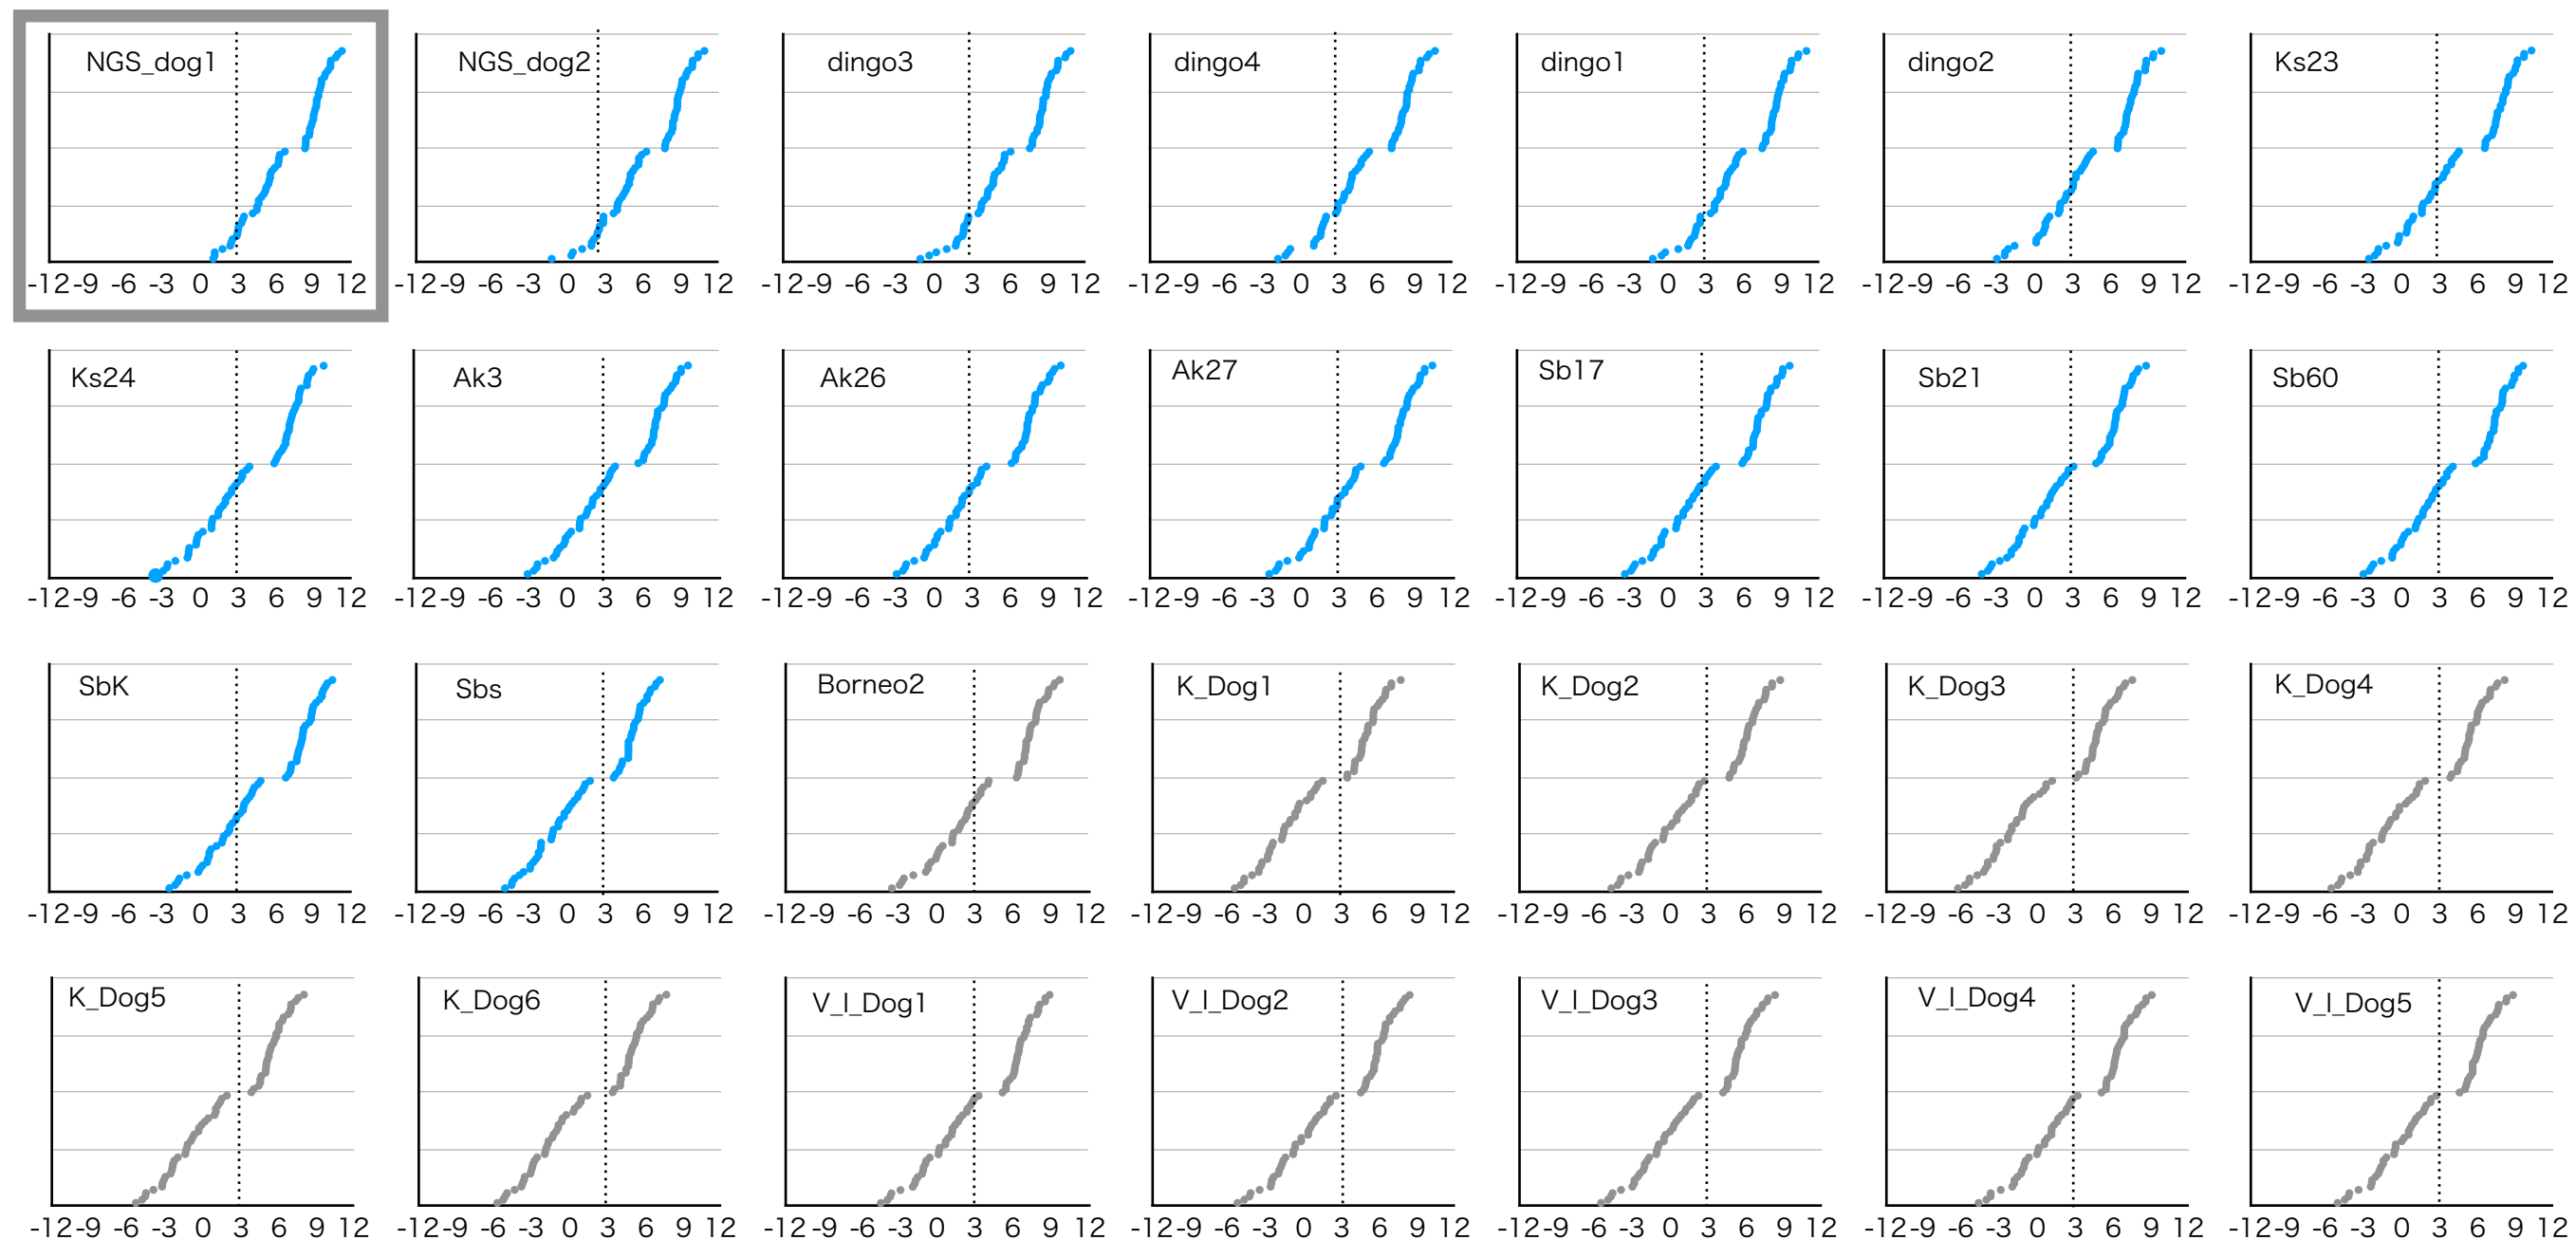 NGS_dog1 NGS_dog2 dingo3 dingo4 dingo1 dingo2 Ks23
-12 -9 -6 -3 0 3 6 9 12 -12 -9 -6 -3 0 3 6 9 12 -12 -9 -6 -3 0 3 6 9 12 -12 -9 -6 -3 0 3 6 9 12 -12 -9 -6 -3 0 3 6 9 12 -12 -9 -6 -3 0 3 6 9 12 -12 -9 -6 -3 0 3 6 9 12
Ks24 Ak3 Ak26 Ak27 Sb17 Sb21 Sb60
-12 -9 -6 -3 0 3 6 9 12 -12 -9 -6 -3 0 3 6 9 12 -12 -9 -6 -3 0 3 6 9 12 -12 -9 -6 -3 0 3 6 9 12 -12 -9 -6 -3 0 3 6 9 12 -12 -9 -6 -3 0 3 6 9 12 -12 -9 -6 -3 0 3 6 9 12
SbK Sbs Borneo2 K_Dog1 K_Dog2 K_Dog3 K_Dog4
-12 -9 -6 -3 0 3 6 9 12 -12 -9 -6 -3 0 3 6 9 12 -12 -9 -6 -3 0 3 6 9 12 -12 -9 -6 -3 0 3 6 9 12 -12 -9 -6 -3 0 3 6 9 12 -12 -9 -6 -3 0 3 6 9 12 -12 -9 -6 -3 0 3 6 9 12
K_Dog5 K_Dog6 V_I_Dog1 V_I_Dog2 V_I_Dog3 V_I_Dog4 V_I_Dog5
-12 -9 -6 -3 0 3 6 9 12 -12 -9 -6 -3 0 3 6 9 12 -12 -9 -6 -3 0 3 6 9 12 -12 -9 -6 -3 0 3 6 9 12 -12 -9 -6 -3 0 3 6 9 12 -12 -9 -6 -3 0 3 6 9 12 -12 -9 -6 -3 0 3 6 9 12